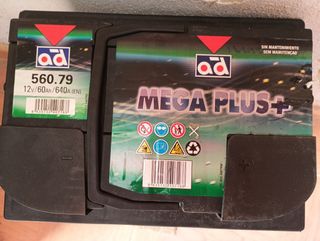 ad
560.79
12V/60Ah/640A(EN)
ad
SIN MANTENIMIENTO
SEM MANUTENÇÃO
MEGA PLUS+